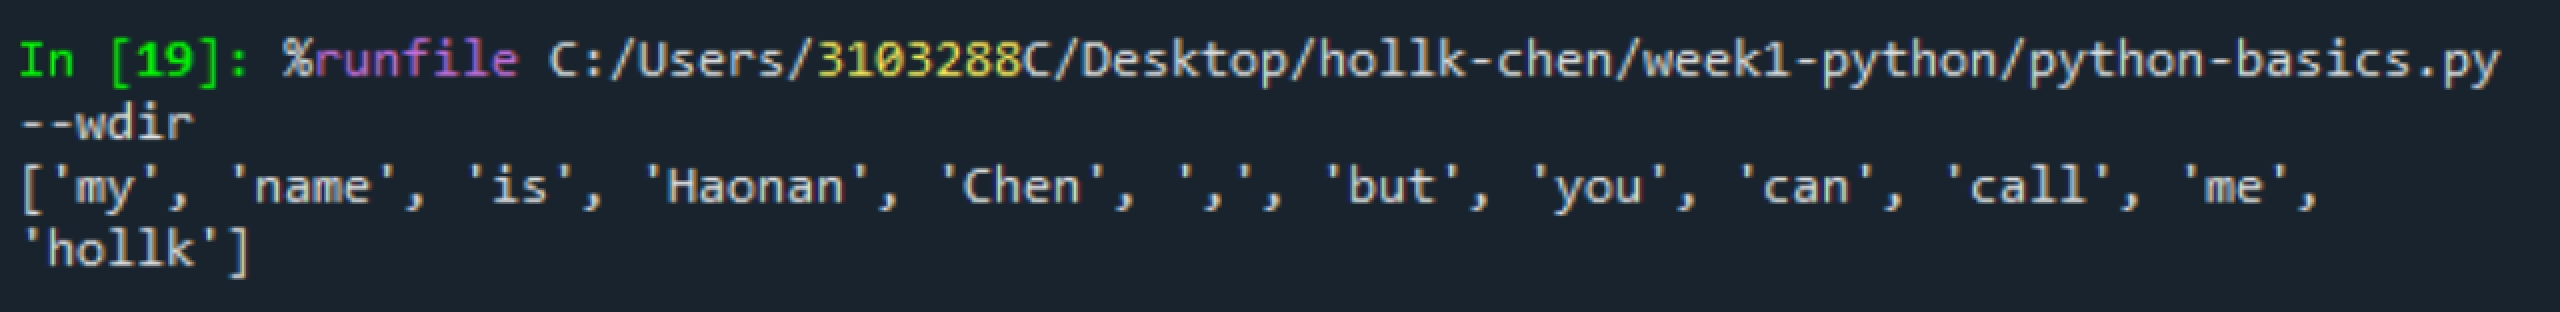 In [19]: %runfile C:/Users/3103288C/Desktop/hollk-chen/week1-python/python-basics.py
--wdir
['my', 'name', 'is', 'Haonan', 'Chen', ',', 'but', 'you', 'can', 'call', 'me',
'hollk']